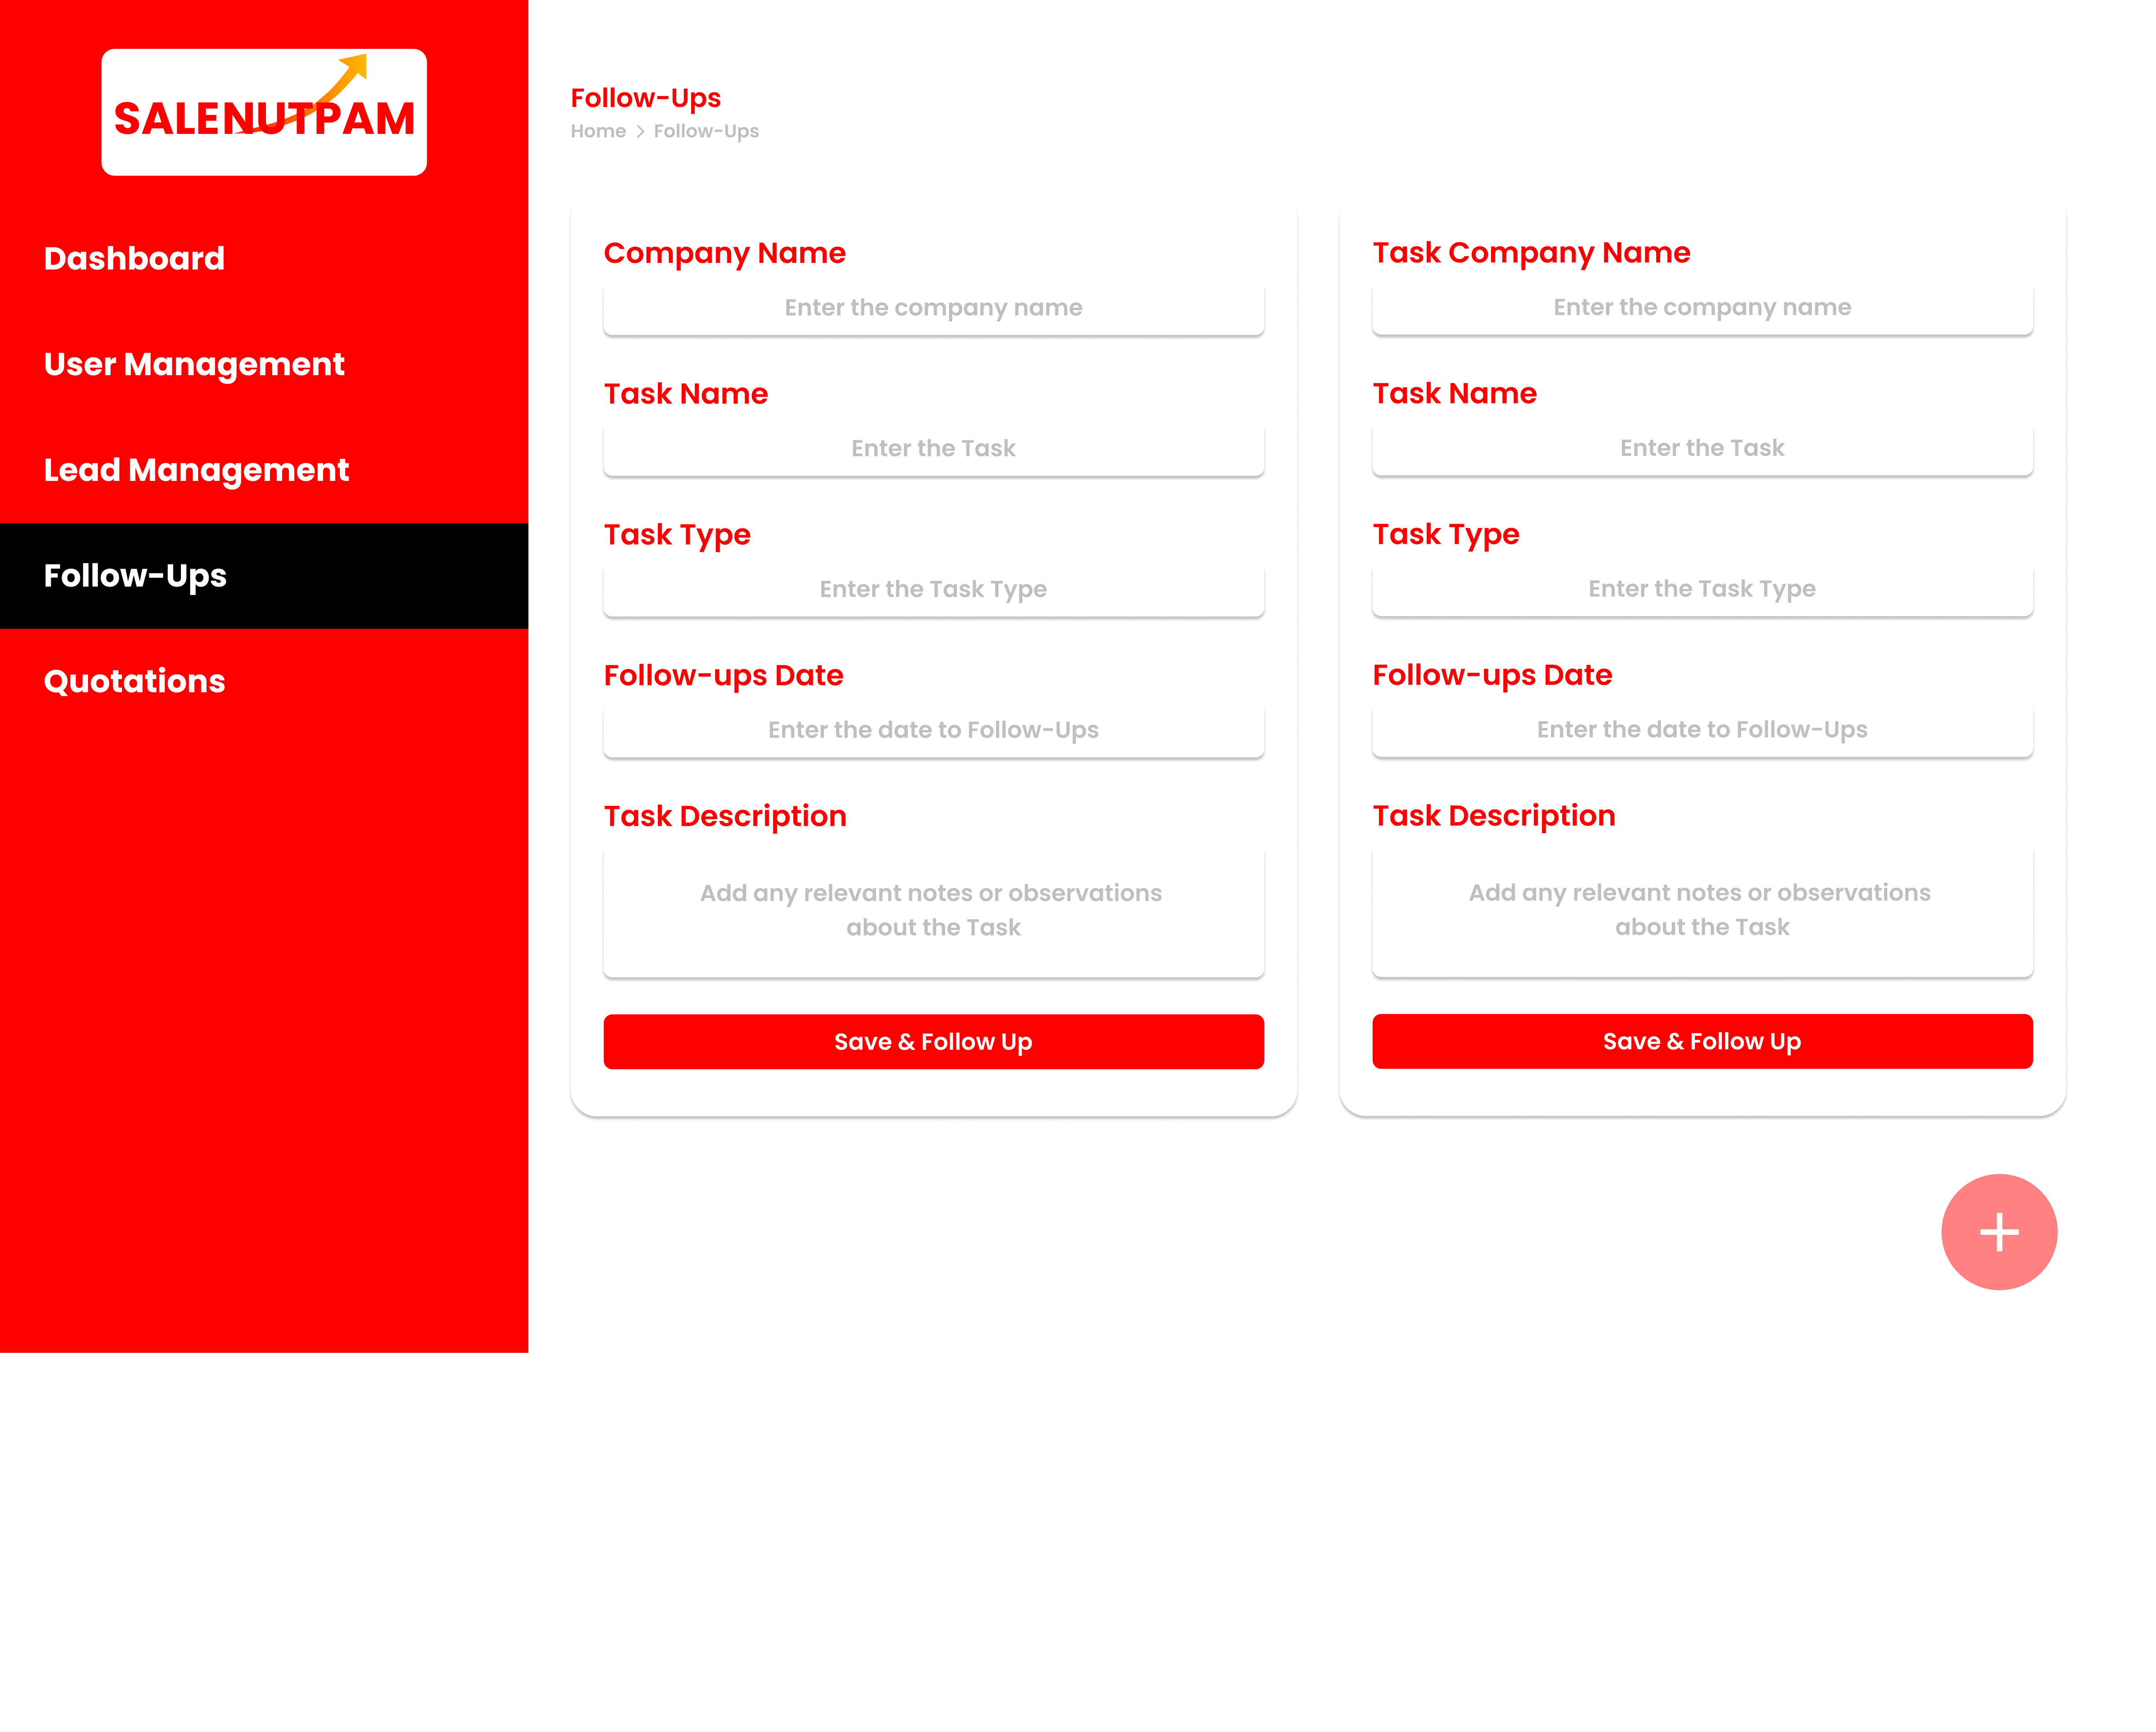 SALENUTPAM
Dashboard
User Management
Lead Management
Follow-Ups
Quotations
Follow-Ups
Home > Follow-Ups
Company Name
Enter the company name
Task Name
Enter the Task
Task Type
Enter the Task Type
Follow-ups Date
Enter the date to Follow-Ups
Task Description
Add any relevant notes or observations
about the Task
Save & Follow Up
Task Company Name
Enter the company name
Task Name
Enter the Task
Task Type
Enter the Task Type
Follow-ups Date
Enter the date to Follow-Ups
Task Description
Add any relevant notes or observations
about the Task
Save & Follow Up
+